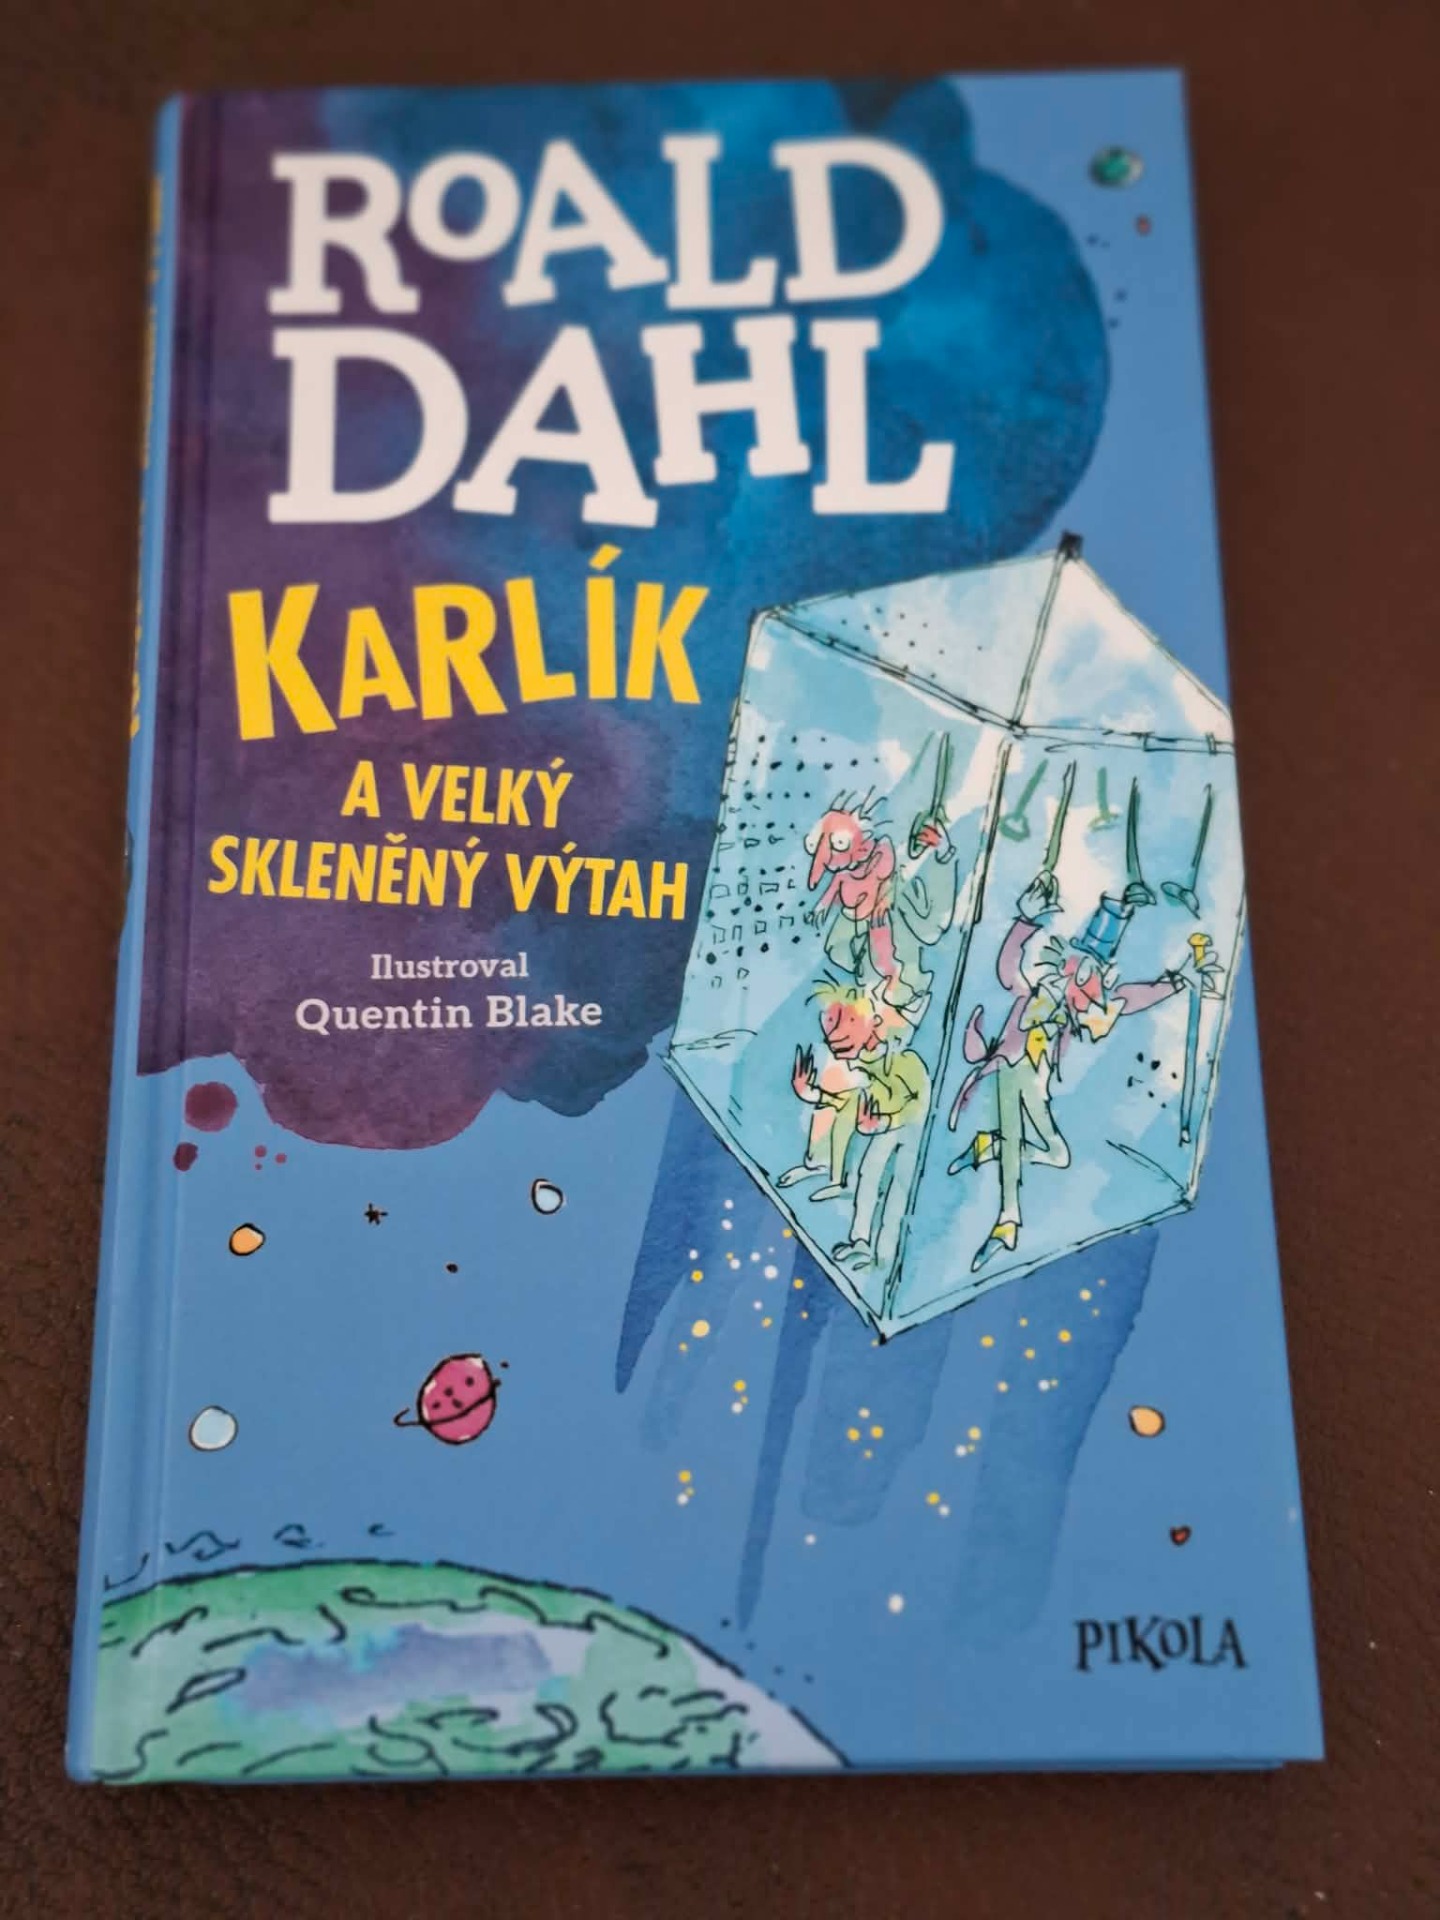 ROALD
DAHL
KARLÍK
A VELKÝ
SKLENĚNÝ VÝTAH
Ilustroval
Quentin Blake
PIKOLA